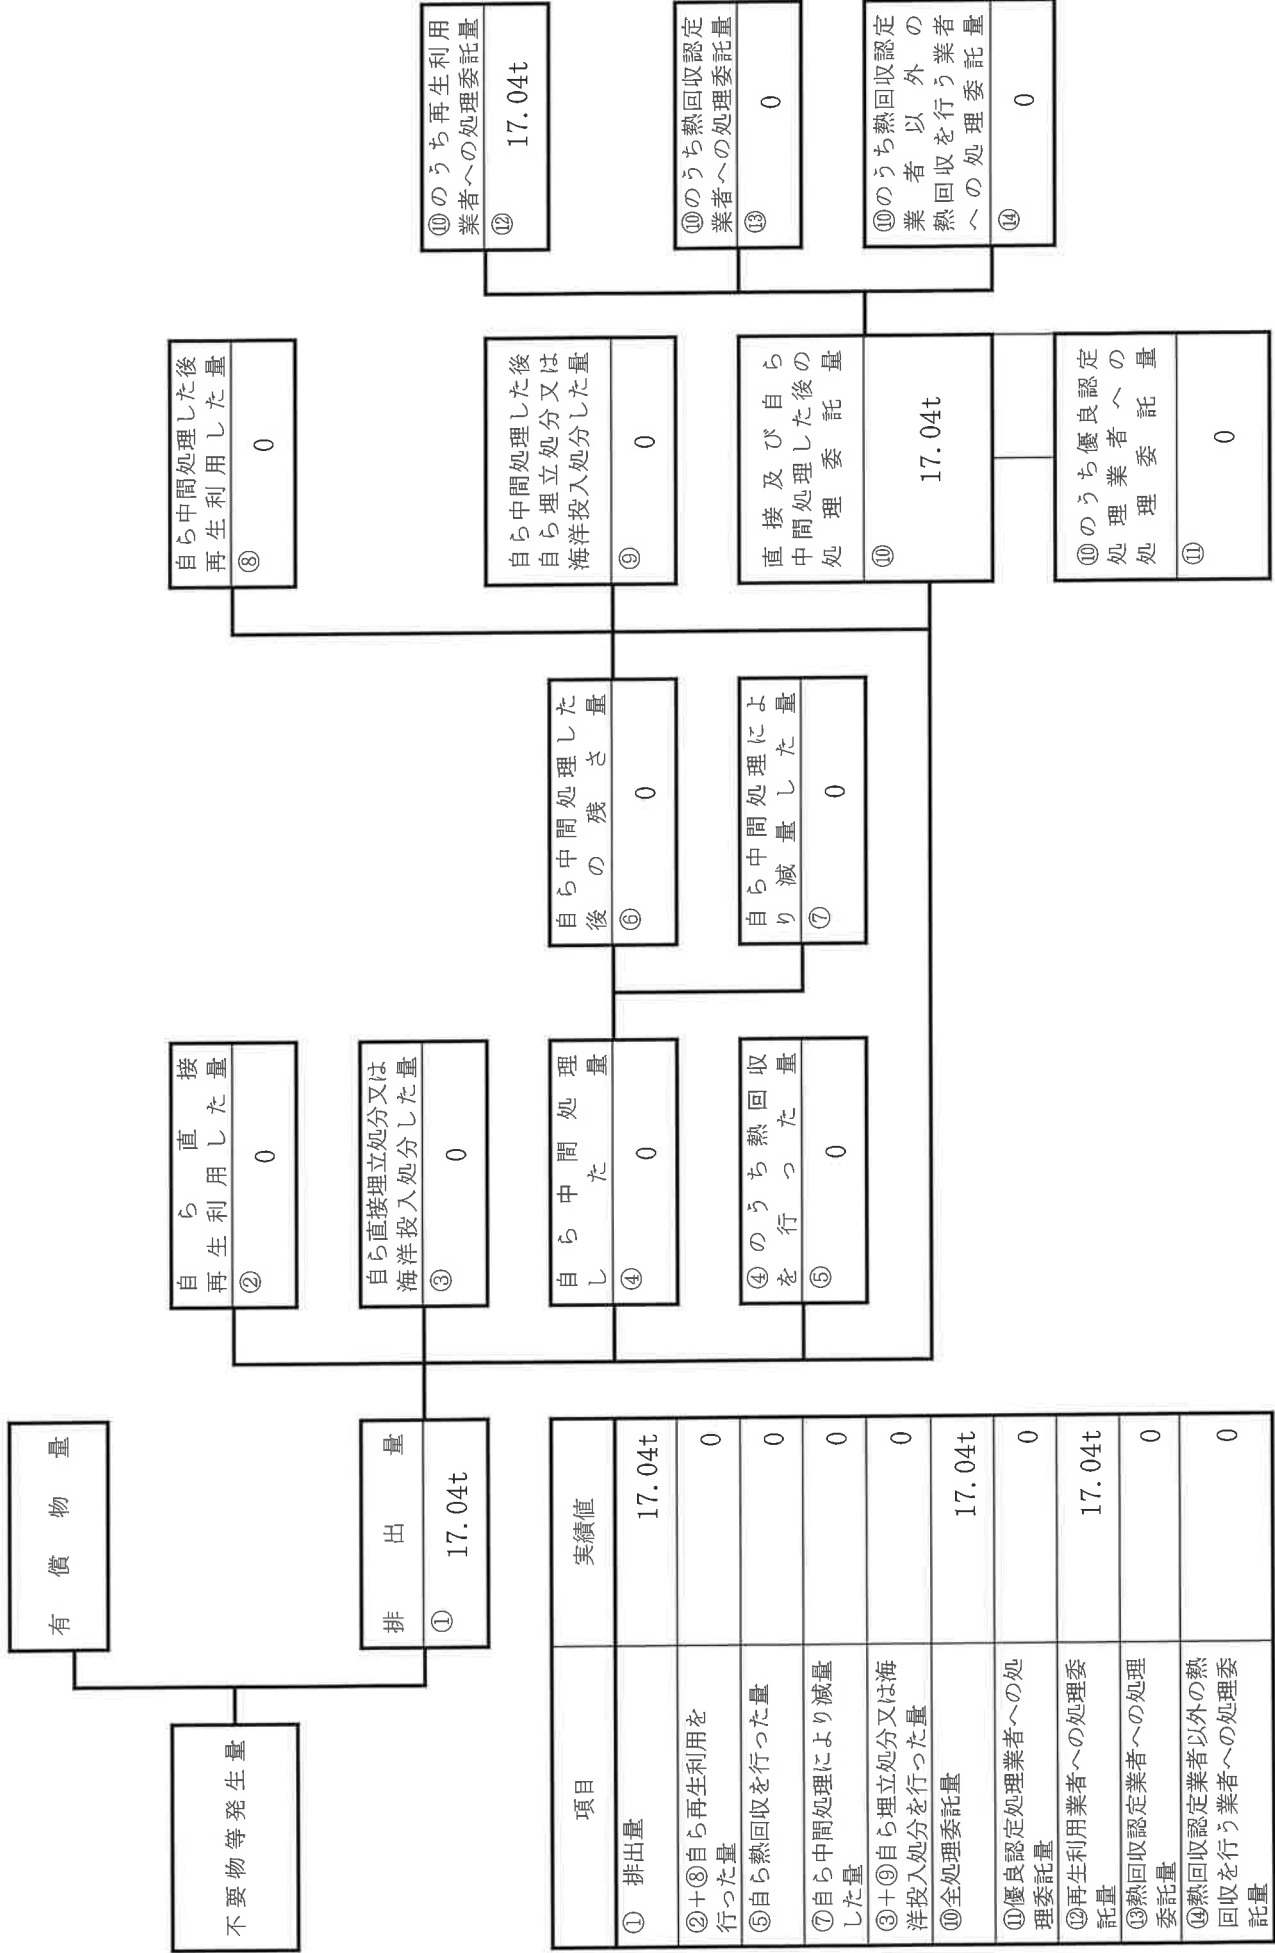 有償物量
不要物等発生量
排出量
①
17.04t
自ら直接
再生利用した量
②
0
自ら直接埋立処分又は
海洋投入処分した量
③
0
自ら中間処理
した量
④
0
④のうち熱回収
を行った量
⑤
0
自ら中間処理した
後の残さ量
⑥
0
自ら中間処理によ
り減量した量
⑦
0
自ら中間処理した後
再生利用した量
⑧
0
自ら中間処理した後
自ら埋立処分又は
海洋投入処分した量
⑨
0
直接及び自ら
中間処理した後の
処理委託量
⑩
17.04t
⑩のうち優良認定
処理業者への
処理委託量
⑪
0
⑩のうち再生利用
業者への処理委託量
⑫
17.04t
⑩のうち熱回収認定
業者への処理委託量
⑬
0
⑩のうち熱回収認定
業者以外の
熱回収を行う業者
への処理委託量
⑭
0
項目 実績値
① 排出量 17.04t
②+⑧自ら再生利用を
行った量 0
⑤自ら熱回収を行った量 0
⑦自ら中間処理により減量
した量 0
③+⑨自ら埋立処分又は海
洋投入処分を行った量 0
⑩全処理委託量 17.04t
⑪優良認定処理業者への処
理委託量 0
⑫再生利用業者への処理委
託量 17.04t
⑬熱回収認定業者への処理
委託量 0
⑭熱回収認定業者以外の熱
回収を行う業者への処理委
託量 0